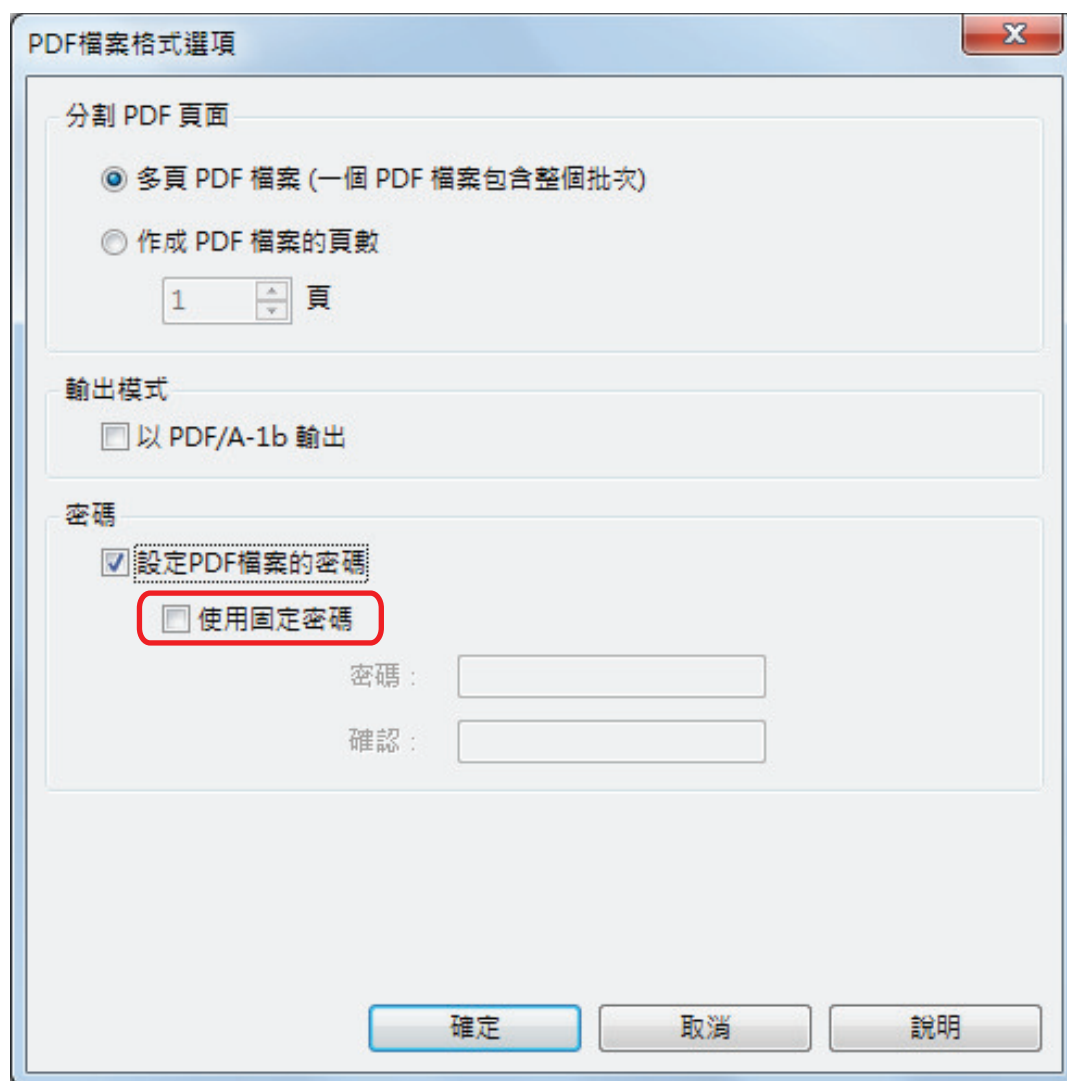 PDF檔案格式選項
分割 PDF 頁面
多頁 PDF 檔案 (一個 PDF 檔案包含整個批次)
作成 PDF 檔案的頁數
1 頁
輸出模式
以 PDF/A-1b 輸出
密碼
設定PDF檔案的密碼
使用固定密碼
密碼：
確認：
確定 取消 說明